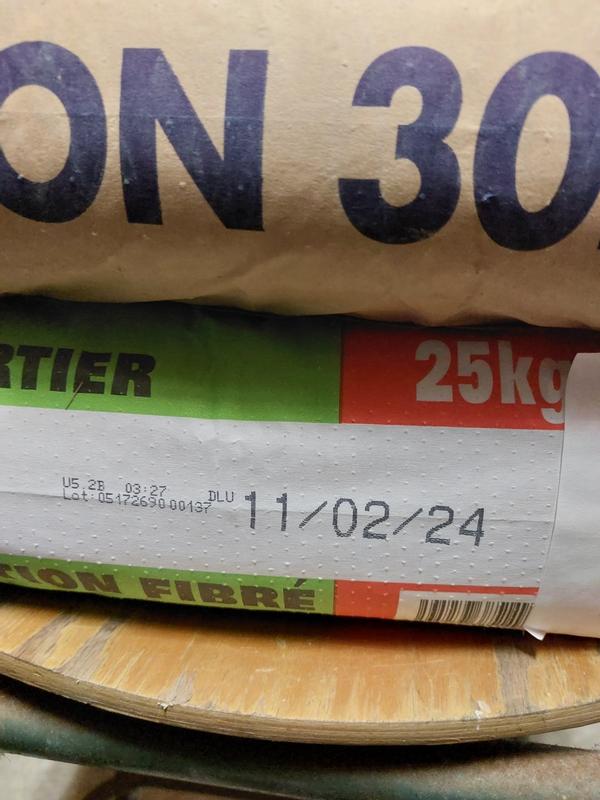 ON 30
RTIER
25kg
U5.2B 03:27
Lot:05172690 00137
DLU 11/02/24
TION FIBRÉ